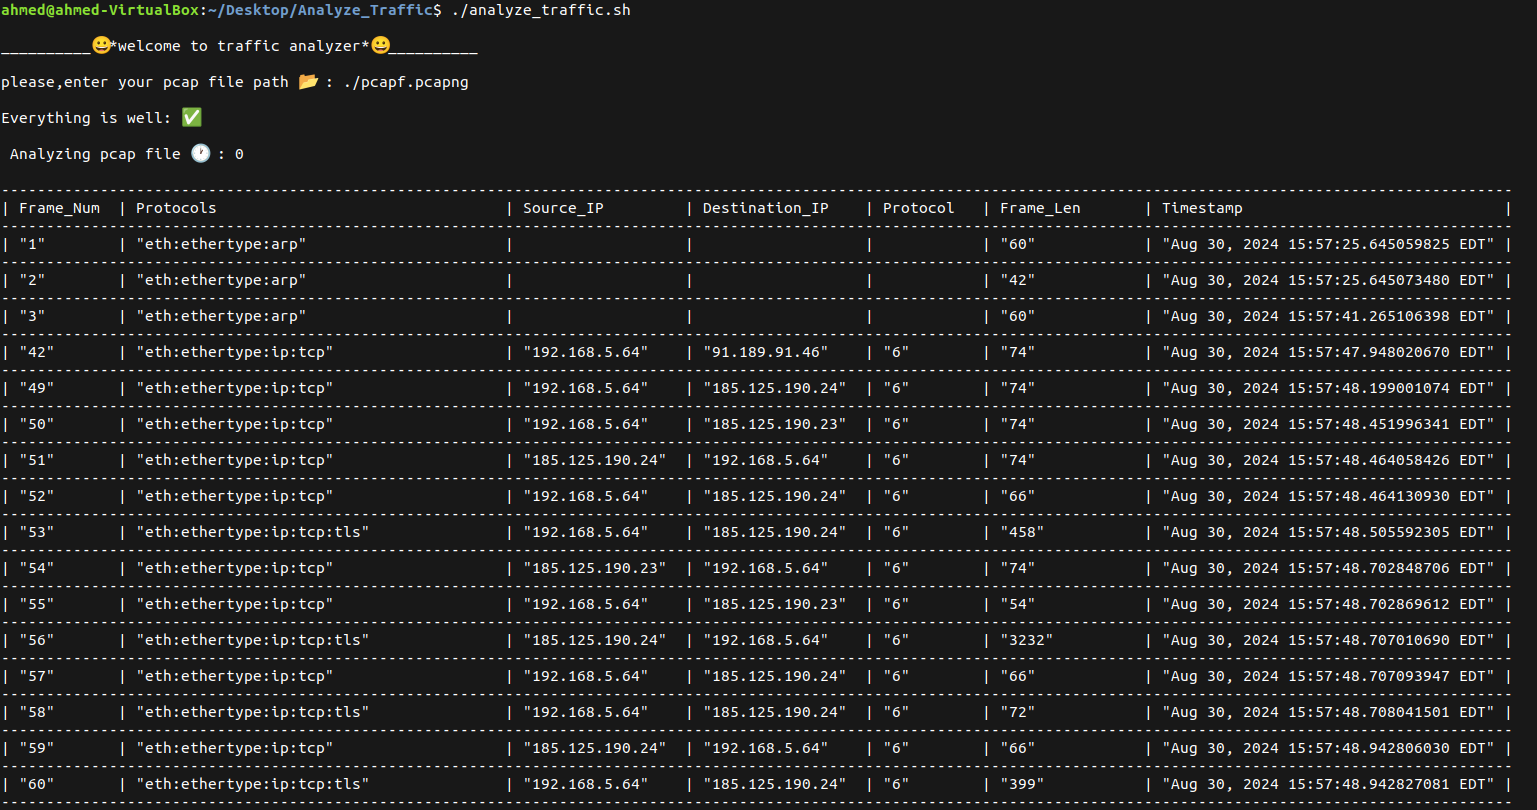 ahmed@ahmed-VirtualBox:~/Desktop/Analyze_Traffic$ ./analyze_traffic.sh
__________😀*welcome to traffic analyzer*😀__________
please,enter your pcap file path 📂 : ./pcapf.pcapng
Everything is well: ✅
Analyzing pcap file 🕐 : 0
| Frame_Num | Protocols | Source_IP | Destination_IP | Protocol | Frame_Len | Timestamp |
| "1" | "eth:ethertype:arp" | | | | "60" | "Aug 30, 2024 15:57:25.645059825 EDT" |
| "2" | "eth:ethertype:arp" | | | | "42" | "Aug 30, 2024 15:57:25.645073480 EDT" |
| "3" | "eth:ethertype:arp" | | | | "60" | "Aug 30, 2024 15:57:41.265106398 EDT" |
| "42" | "eth:ethertype:ip:tcp" | "192.168.5.64" | "91.189.91.46" | "6" | "74" | "Aug 30, 2024 15:57:47.948020670 EDT" |
| "49" | "eth:ethertype:ip:tcp" | "192.168.5.64" | "185.125.190.24" | "6" | "74" | "Aug 30, 2024 15:57:48.199001074 EDT" |
| "50" | "eth:ethertype:ip:tcp" | "192.168.5.64" | "185.125.190.23" | "6" | "74" | "Aug 30, 2024 15:57:48.451996341 EDT" |
| "51" | "eth:ethertype:ip:tcp" | "185.125.190.24" | "192.168.5.64" | "6" | "74" | "Aug 30, 2024 15:57:48.464058426 EDT" |
| "52" | "eth:ethertype:ip:tcp" | "192.168.5.64" | "185.125.190.24" | "6" | "66" | "Aug 30, 2024 15:57:48.464130930 EDT" |
| "53" | "eth:ethertype:ip:tcp:tls" | "192.168.5.64" | "185.125.190.24" | "6" | "458" | "Aug 30, 2024 15:57:48.505592305 EDT" |
| "54" | "eth:ethertype:ip:tcp" | "185.125.190.23" | "192.168.5.64" | "6" | "74" | "Aug 30, 2024 15:57:48.702848706 EDT" |
| "55" | "eth:ethertype:ip:tcp" | "192.168.5.64" | "185.125.190.23" | "6" | "54" | "Aug 30, 2024 15:57:48.702869612 EDT" |
| "56" | "eth:ethertype:ip:tcp:tls" | "185.125.190.24" | "192.168.5.64" | "6" | "3232" | "Aug 30, 2024 15:57:48.707010690 EDT" |
| "57" | "eth:ethertype:ip:tcp" | "192.168.5.64" | "185.125.190.24" | "6" | "66" | "Aug 30, 2024 15:57:48.707093947 EDT" |
| "58" | "eth:ethertype:ip:tcp:tls" | "192.168.5.64" | "185.125.190.24" | "6" | "72" | "Aug 30, 2024 15:57:48.708041501 EDT" |
| "59" | "eth:ethertype:ip:tcp" | "185.125.190.24" | "192.168.5.64" | "6" | "66" | "Aug 30, 2024 15:57:48.942806030 EDT" |
| "60" | "eth:ethertype:ip:tcp:tls" | "192.168.5.64" | "185.125.190.24" | "6" | "399" | "Aug 30, 2024 15:57:48.942827081 EDT" |